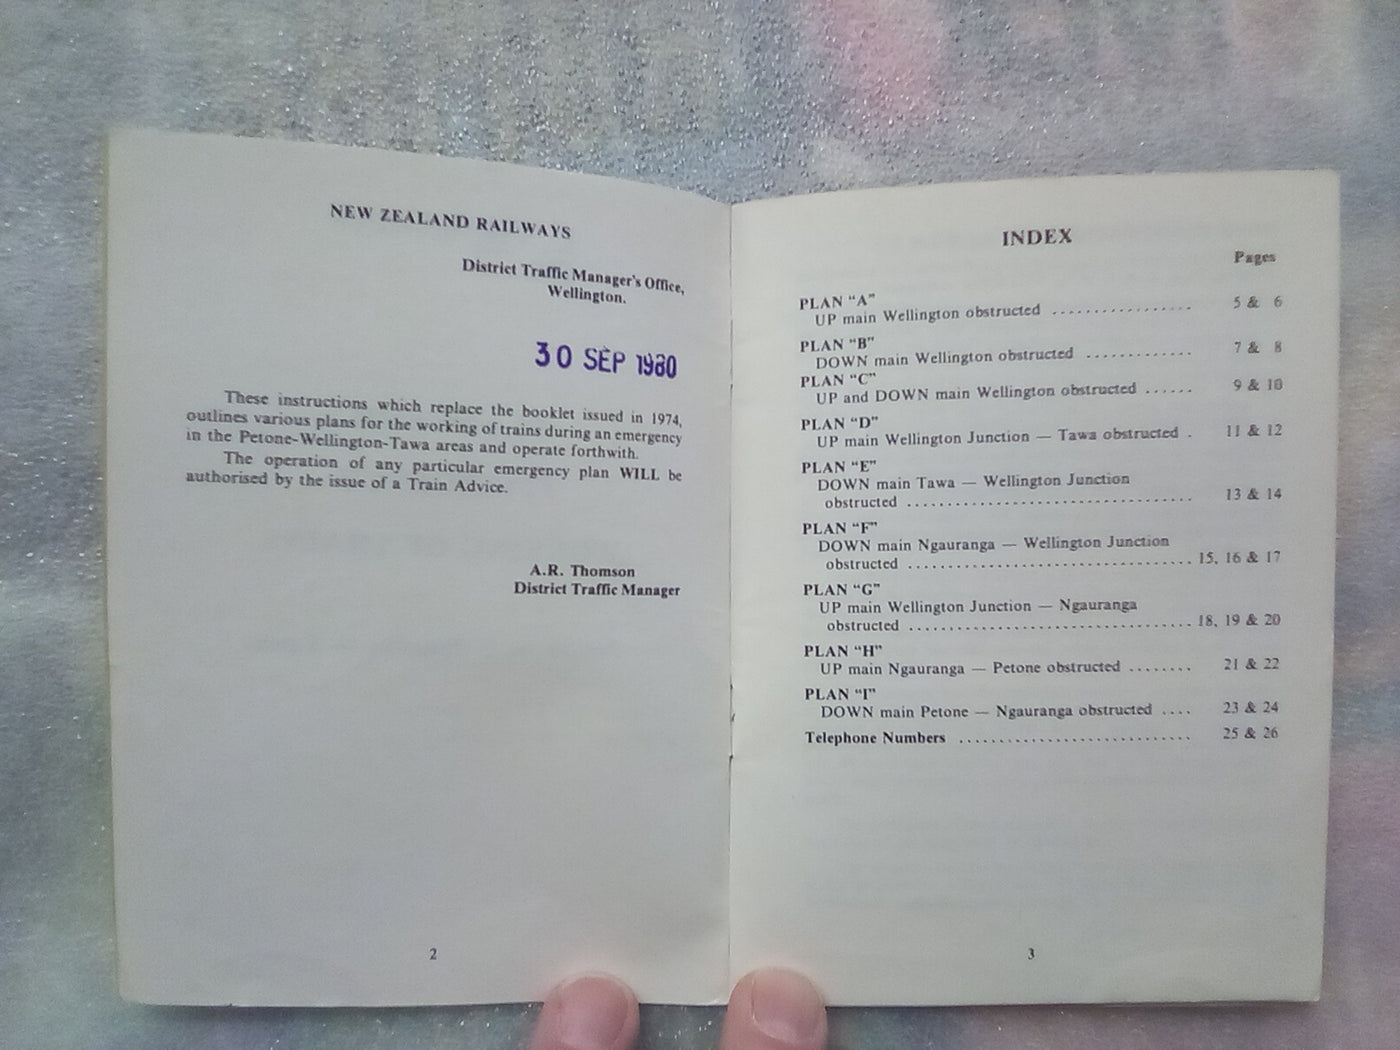 NEW ZEALAND RAILWAYS
District Traffic Manager's Office,
Wellington.
30 SEP 1980
These instructions which replace the booklet issued in 1974,
outlines various plans for the working of trains during an emergency
in the Petone-Wellington-Tawa areas and operate forthwith.
The operation of any particular emergency plan WILL be
authorised by the issue of a Train Advice.
A.R. Thomson
District Traffic Manager
2
INDEX
Pages
PLAN “A”
UP main Wellington obstructed .................... 5 & 6
PLAN “B”
DOWN main Wellington obstructed ............. 7 & 8
PLAN “C”
UP and DOWN main Wellington obstructed ...... 9 & 10
PLAN “D”
UP main Wellington Junction — Tawa obstructed . 11 & 12
PLAN “E”
DOWN main Tawa — Wellington Junction
obstructed ..................................... 13 & 14
PLAN “F”
DOWN main Ngauranga — Wellington Junction
obstructed ..................................... 15, 16 & 17
PLAN “G”
UP main Wellington Junction — Ngauranga
obstructed ..................................... 18, 19 & 20
PLAN “H”
UP main Ngauranga — Petone obstructed ........ 21 & 22
PLAN “I”
DOWN main Petone — Ngauranga obstructed .... 23 & 24
Telephone Numbers .............................. 25 & 26
3